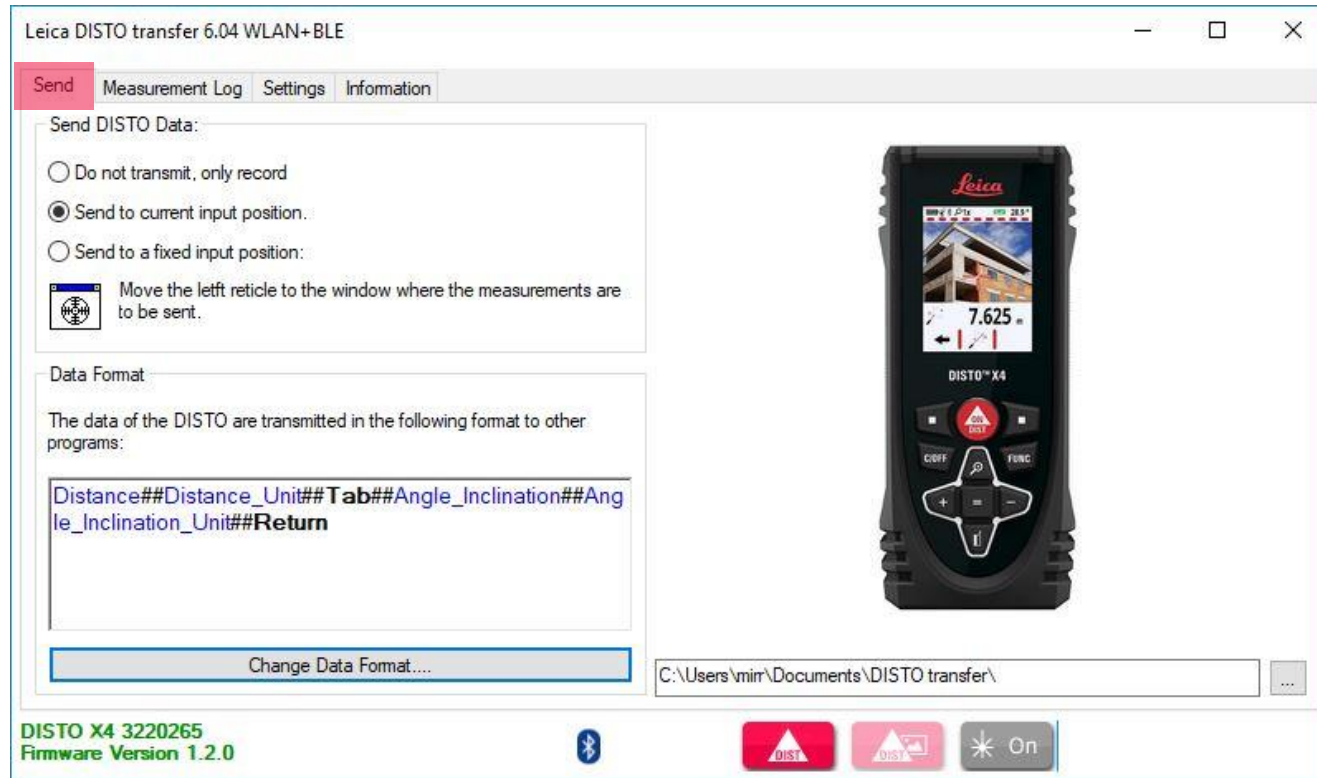 Leica DISTO transfer 6.04 WLAN+BLE
Send Measurement Log Settings Information
Send DISTO Data:
Do not transmit, only record
Send to current input position.
Send to a fixed input position:
Move the letft reticle to the window where the measurements are
to be sent.
Data Format
The data of the DISTO are transmitted in the following format to other
programs:
Distance##Distance_Unit##Tab##Angle_Inclination##Ang
le_Inclination_Unit##Return
Change Data Format....
Leica
28.5°
7.625 m
DISTO™ X4
ON
DIST
C/OFF
FUNC
C:\Users\mirr\Documents\DISTO transfer\
...
DISTO X4 3220265
Firmware Version 1.2.0
DIST
DIST
On